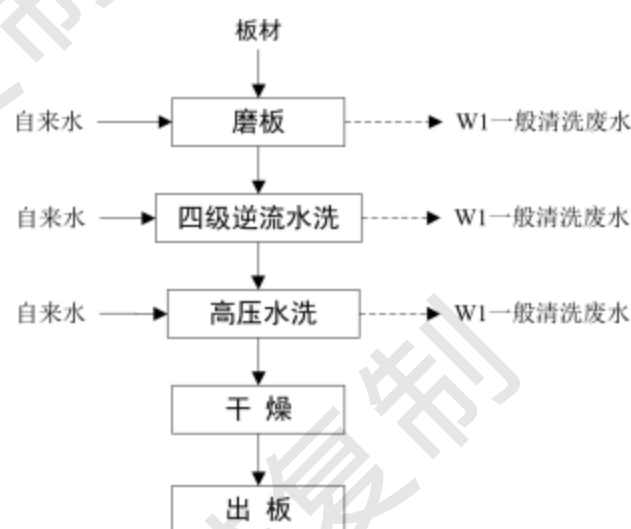 板材
自来水 磨板 W1一般清洗废水
自来水 四级逆流水洗 W1一般清洗废水
自来水 高压水洗 W1一般清洗废水
干 燥
出 板
复制